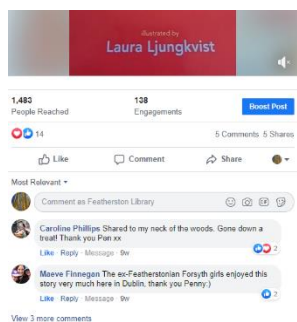 illustrated by
Laura Ljungkvist
1,483
138
People Reached
Engagements
Boost Post
14
5 Comments 5 Shares
Like
Comment
Share
Most Relevant
Comment as Featherston Library
Caroline Phillips Shared to my neck of the woods. Gone down a
treat! Thank you Pen xx
Like · Reply · Message · 9w
2
Maeve Finnegan The ex-Featherstonian Forsyth girls enjoyed this
story very much here in Dublin, thank you Penny:)
Like · Reply · Message · 9w
2
View 3 more comments